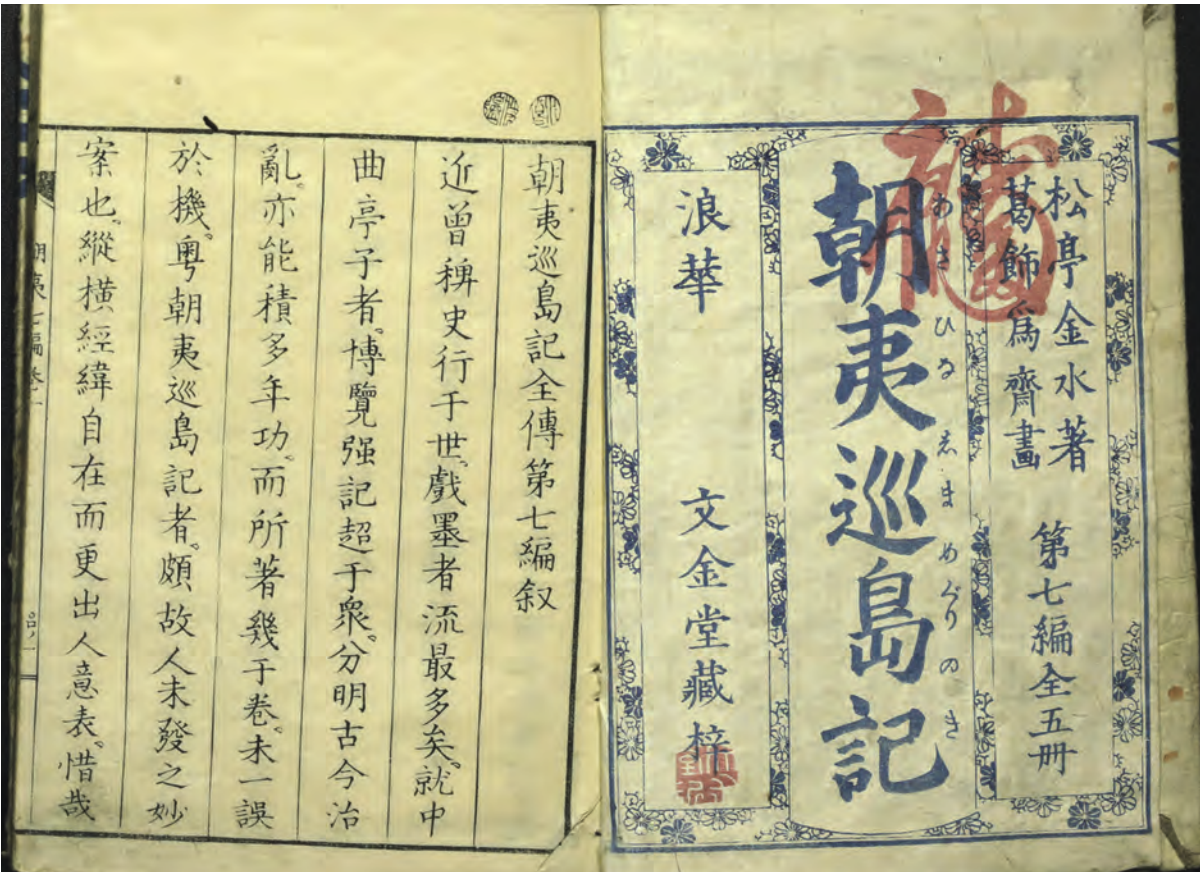 松亭金水著
葛飾爲齋畫
第七編全五冊
朝夷巡島記
あさひなしまめぐりのき
浪華
文金堂藏梓
朝夷巡島記全傳第七編叙
近曾稗史行于世。戲墨者流最多矣。就中
曲亭子者。博覽强記超于衆。分明古今治
亂。亦能積多年功。而所著幾于卷。未一誤
於機。粤朝夷巡島記者。頗故人未發之妙
案也。縱橫經緯自在而更出人意表。惜哉